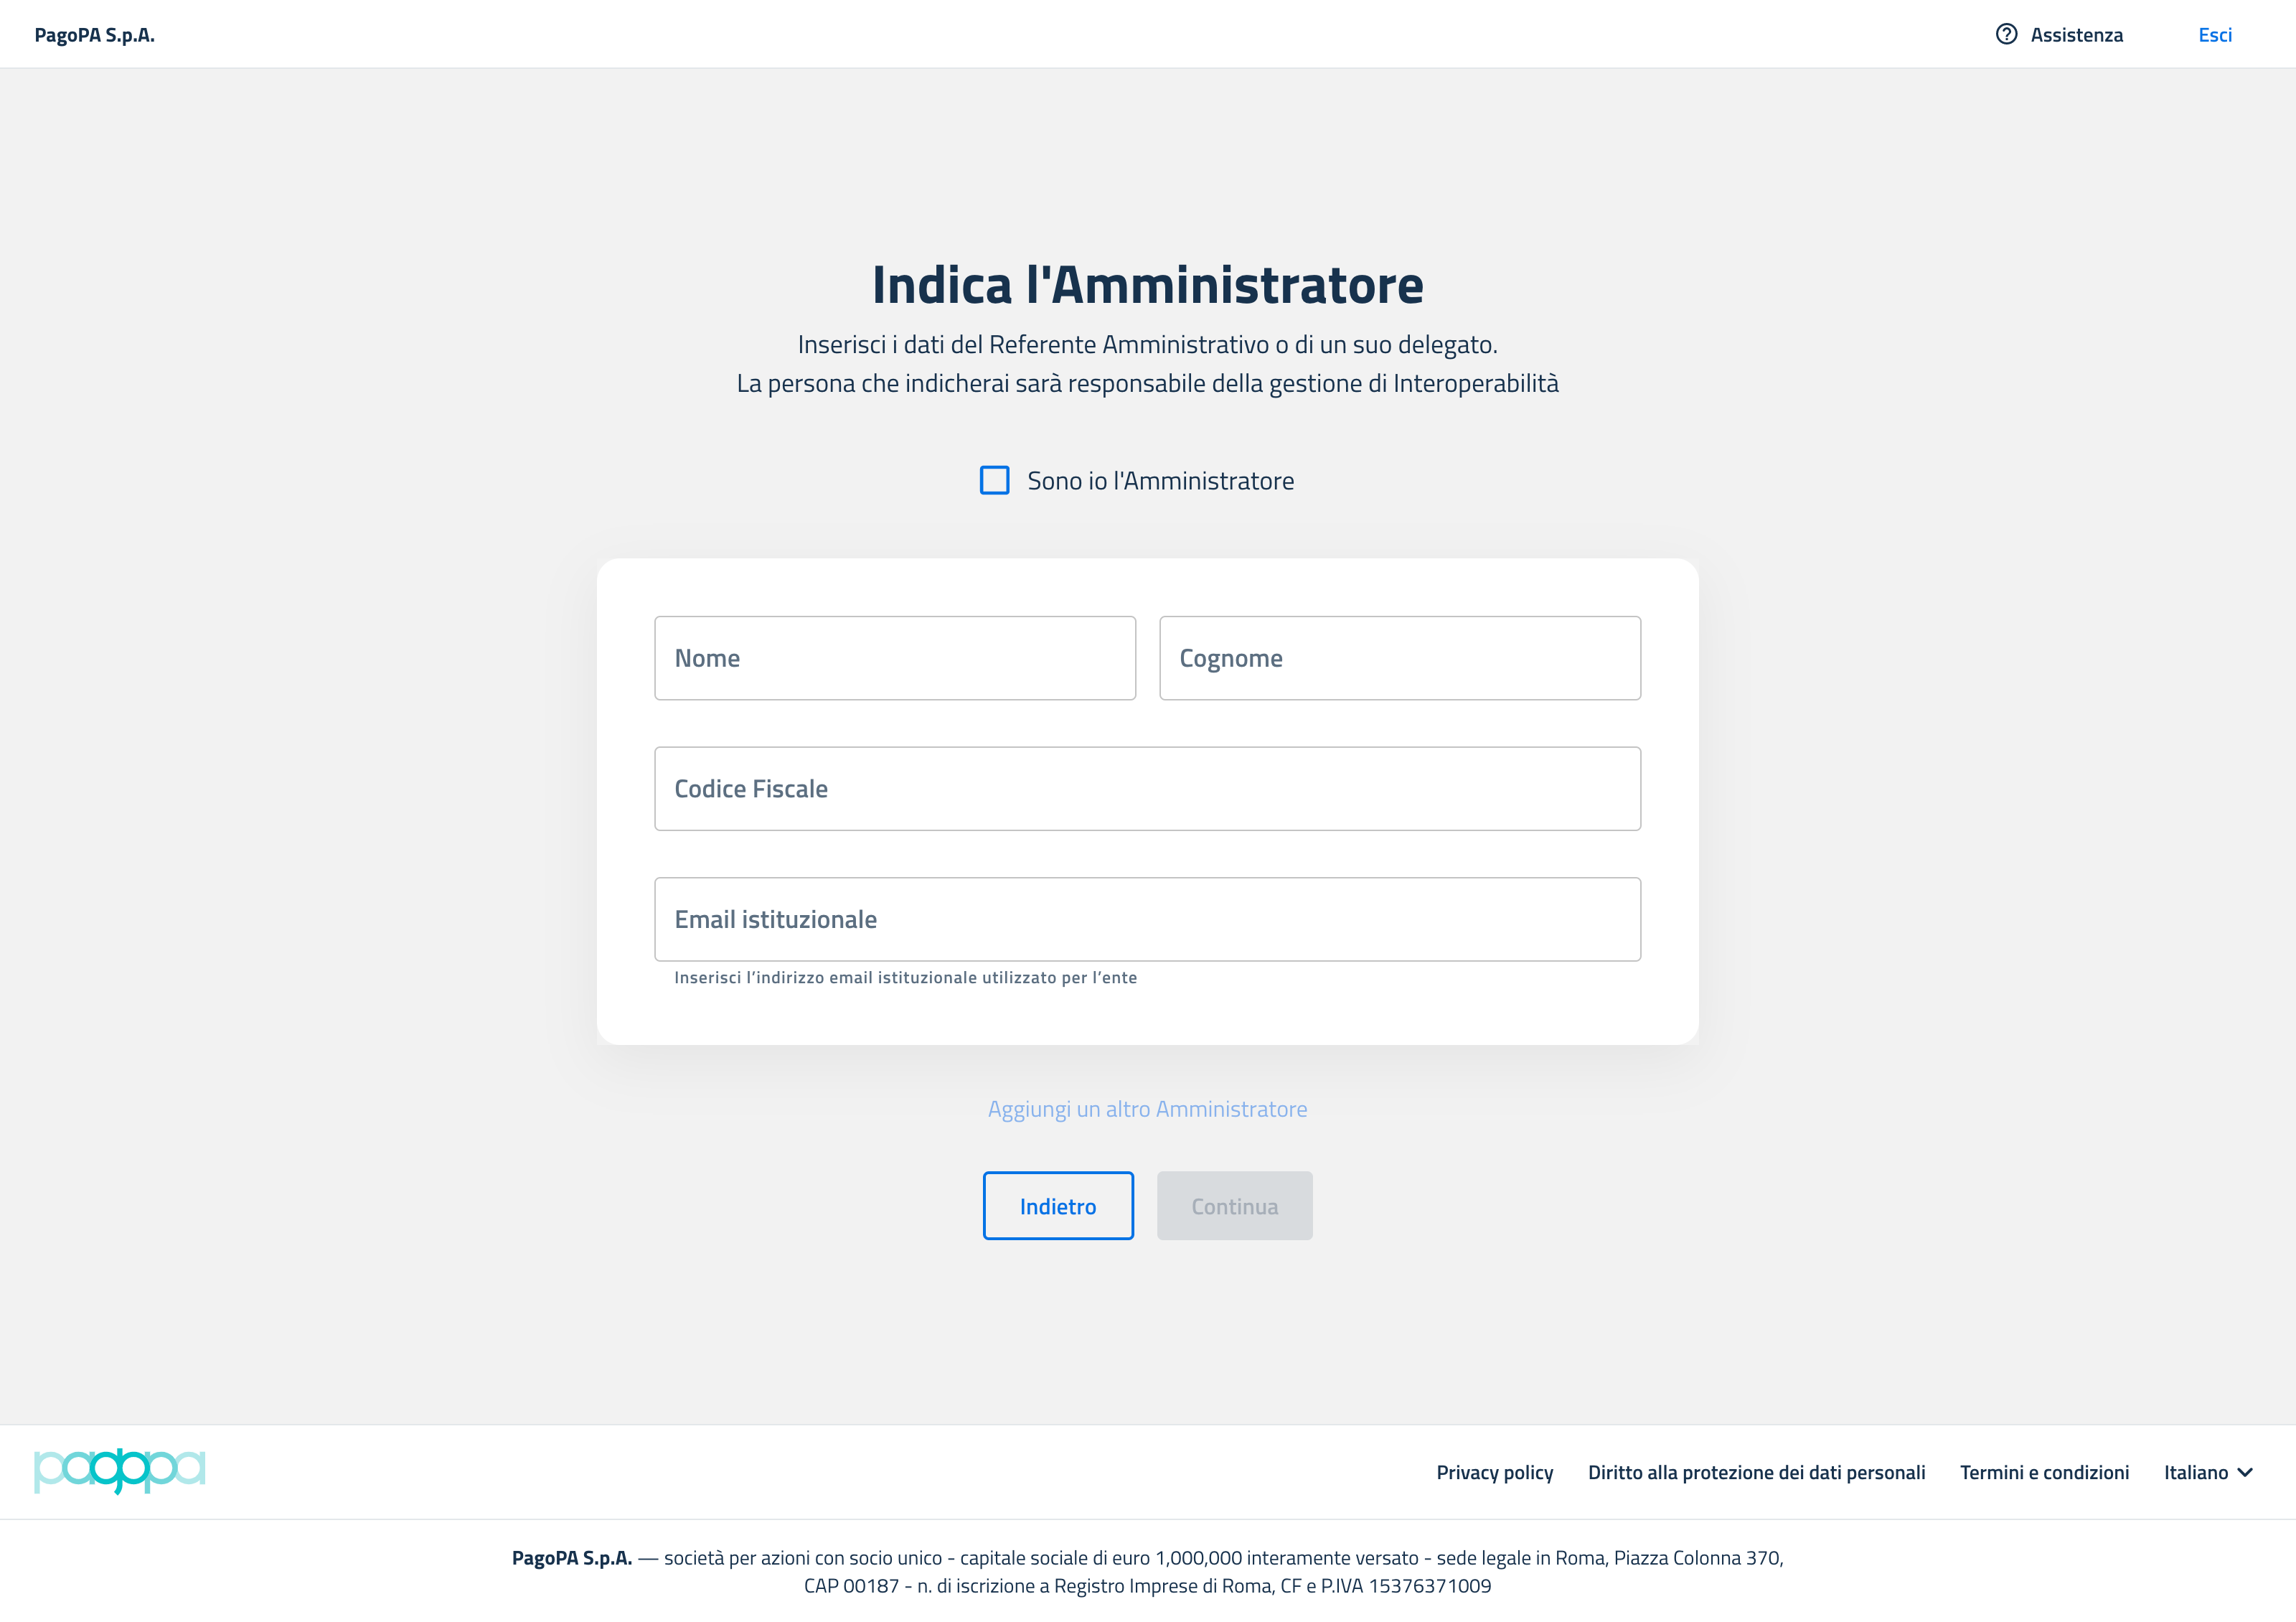 PagoPA S.p.A.
Assistenza
Esci
Indica l'Amministratore
Inserisci i dati del Referente Amministrativo o di un suo delegato.
La persona che indicherai sarà responsabile della gestione di Interoperabilità
Sono io l'Amministratore
Nome
Cognome
Codice Fiscale
Email istituzionale
Inserisci l’indirizzo email istituzionale utilizzato per l’ente
Aggiungi un altro Amministratore
Indietro
Continua
pagopa
Privacy policy
Diritto alla protezione dei dati personali
Termini e condizioni
Italiano
PagoPA S.p.A. — società per azioni con socio unico - capitale sociale di euro 1,000,000 interamente versato - sede legale in Roma, Piazza Colonna 370,
CAP 00187 - n. di iscrizione a Registro Imprese di Roma, CF e P.IVA 15376371009